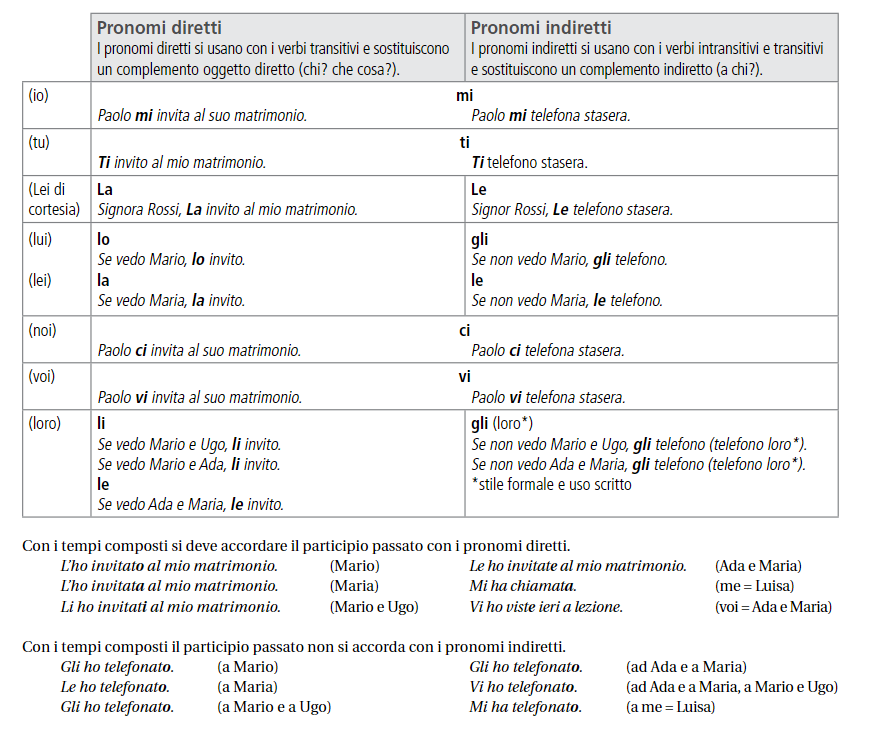 Pronomi diretti
I pronomi diretti si usano con i verbi transitivi e sostituiscono
un complemento oggetto diretto (chi? che cosa?).
Pronomi indiretti
I pronomi indiretti si usano con i verbi intransitivi e transitivi
e sostituiscono un complemento indiretto (a chi?).
(io)
mi
Paolo mi invita al suo matrimonio.
Paolo mi telefona stasera.
(tu)
ti
Ti invito al mio matrimonio.
Ti telefono stasera.
(Lei di
cortesia)
La
Signora Rossi, La invito al mio matrimonio.
Le
Signor Rossi, Le telefono stasera.
(lui)
lo
Se vedo Mario, lo invito.
gli
Se non vedo Mario, gli telefono.
(lei)
la
Se vedo Maria, la invito.
le
Se non vedo Maria, le telefono.
(noi)
ci
Paolo ci invita al suo matrimonio.
Paolo ci telefona stasera.
(voi)
vi
Paolo vi invita al suo matrimonio.
Paolo vi telefona stasera.
(loro)
li
Se vedo Mario e Ugo, li invito.
Se vedo Mario e Ada, li invito.
le
Se vedo Ada e Maria, le invito.
gli (loro*)
Se non vedo Mario e Ugo, gli telefono (telefono loro*).
Se non vedo Ada e Maria, gli telefono (telefono loro*).
*stile formale e uso scritto
Con i tempi composti si deve accordare il participio passato con i pronomi diretti.
L'ho invitato al mio matrimonio. (Mario)
L'ho invitata al mio matrimonio. (Maria)
Li ho invitati al mio matrimonio. (Mario e Ugo)
Le ho invitate al mio matrimonio. (Ada e Maria)
Mi ha chiamata. (me = Luisa)
Vi ho viste ieri a lezione. (voi = Ada e Maria)
Con i tempi composti il participio passato non si accorda con i pronomi indiretti.
Gli ho telefonato. (a Mario)
Le ho telefonato. (a Maria)
Gli ho telefonato. (a Mario e a Ugo)
Gli ho telefonato. (ad Ada e a Maria)
Vi ho telefonato. (ad Ada e a Maria, a Mario e Ugo)
Mi ha telefonato. (a me = Luisa)